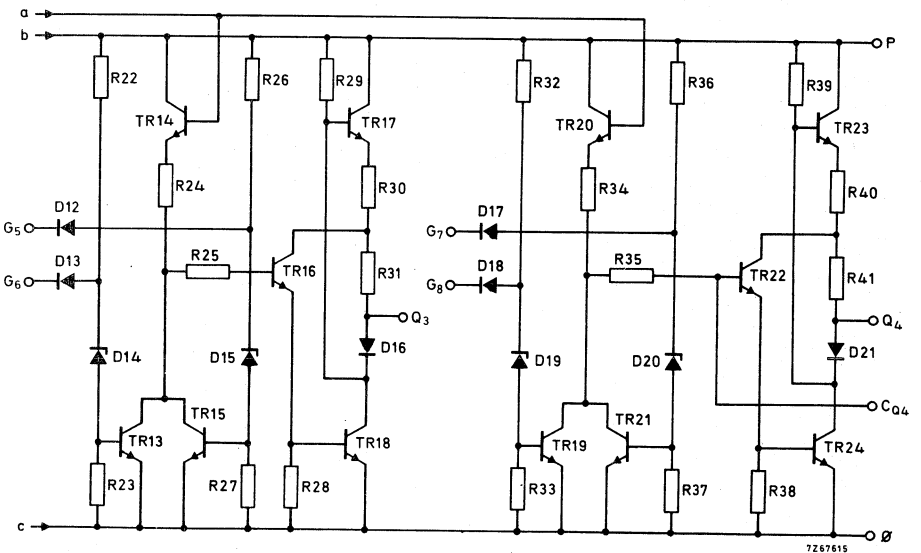 a
b P
R22 R26 R29 R32 R36 R39
TR14 TR17 TR20 TR23
R24 R30 R34 R40
D12 D17
G5 G7
R25 R35
D13 TR16 R31 D18 TR22 R41
G6 G8
Q3 Q4
D14 D15 D16 D19 D20 D21
CQ4
TR15 TR21
TR13 TR18 TR19 TR24
R23 R27 R28 R33 R37 R38
c Ø
7Z67615